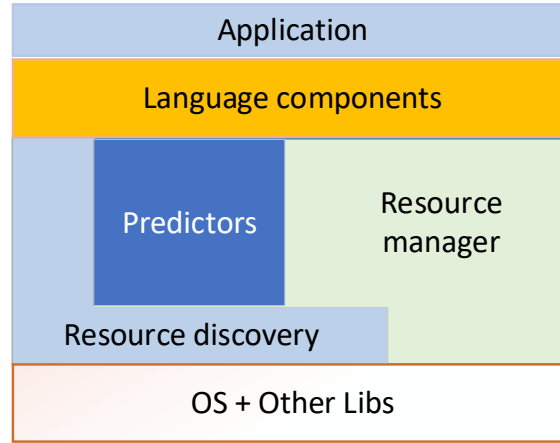 Application
Language components
Predictors
Resource
manager
Resource discovery
OS + Other Libs